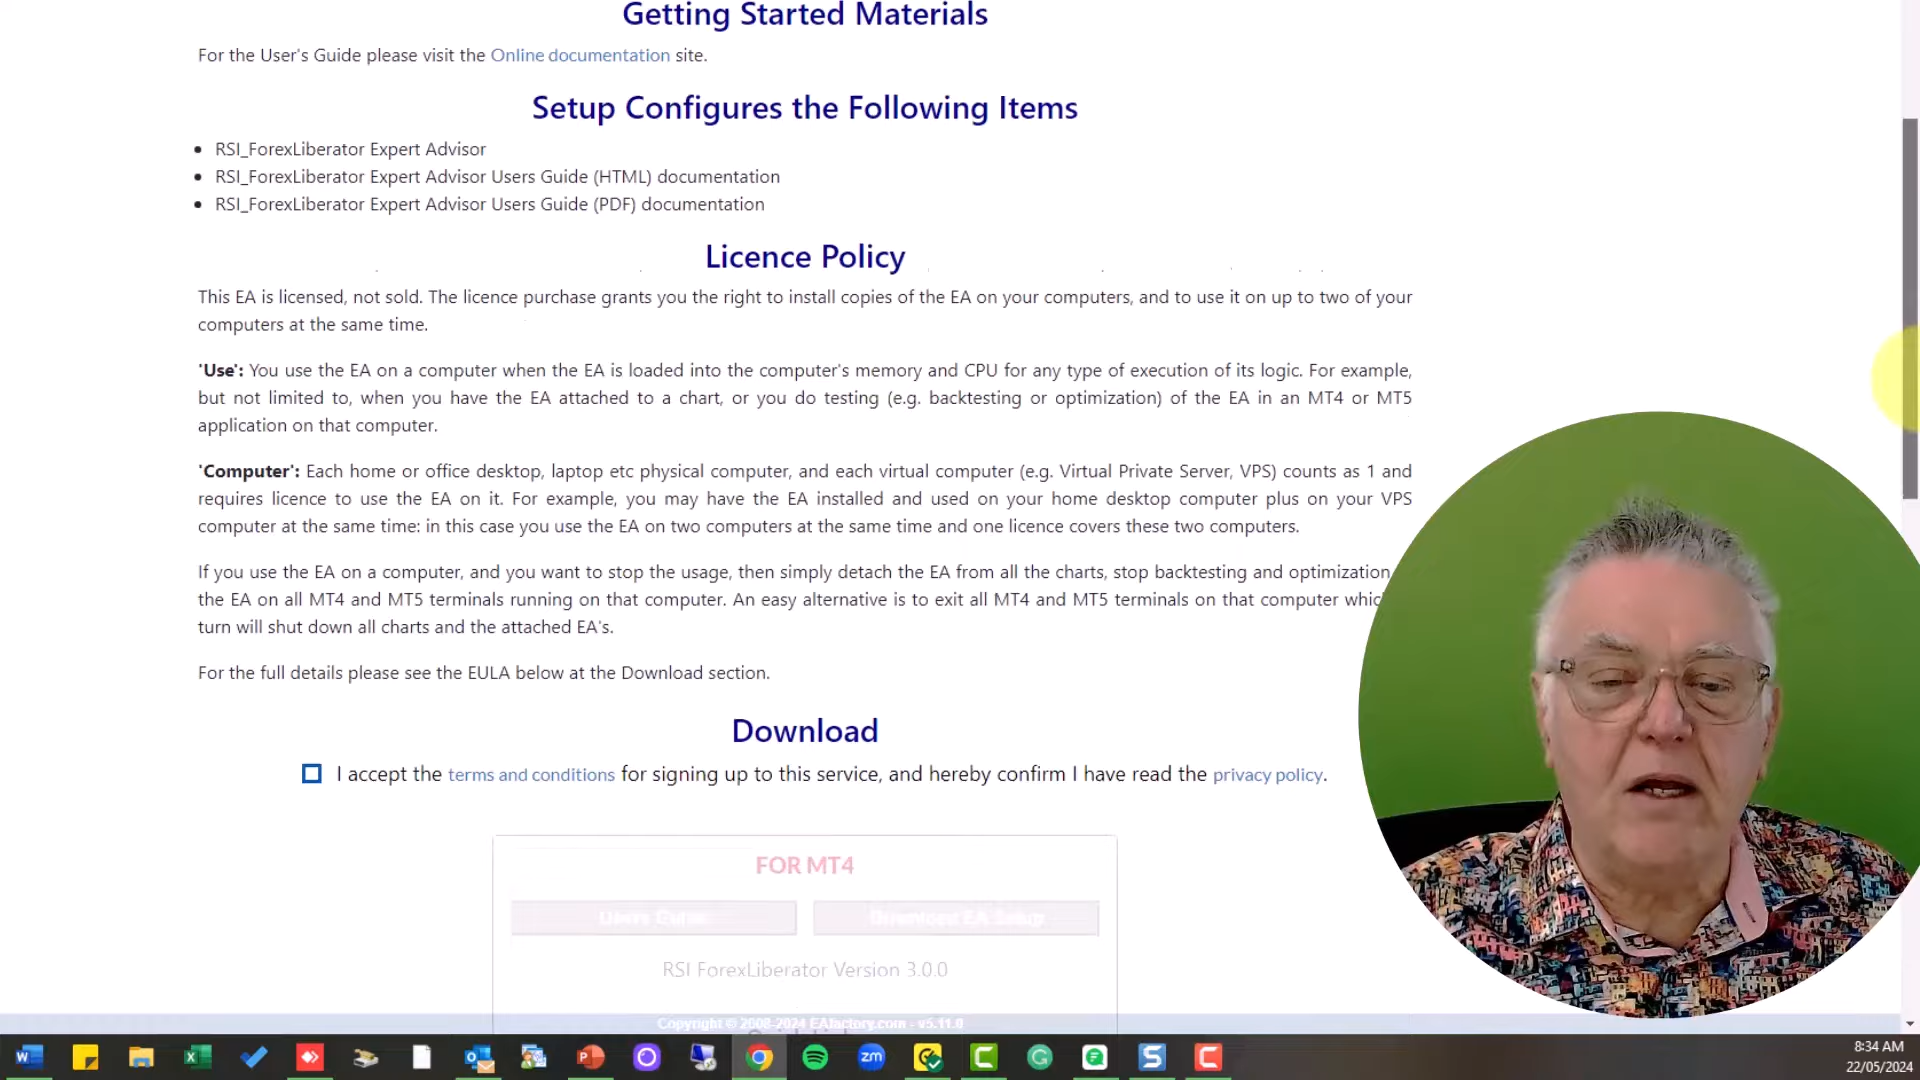 Getting Started Materials
For the User's Guide please visit the Online documentation site.
Setup Configures the Following Items
RSI_ForexLiberator Expert Advisor
RSI_ForexLiberator Expert Advisor Users Guide (HTML) documentation
RSI_ForexLiberator Expert Advisor Users Guide (PDF) documentation
Licence Policy
This EA is licensed, not sold. The licence purchase grants you the right to install copies of the EA on your computers, and to use it on up to two of your
computers at the same time.
'Use': You use the EA on a computer when the EA is loaded into the computer's memory and CPU for any type of execution of its logic. For example,
but not limited to, when you have the EA attached to a chart, or you do testing (e.g. backtesting or optimization) of the EA in an MT4 or MT5
application on that computer.
'Computer': Each home or office desktop, laptop etc physical computer, and each virtual computer (e.g. Virtual Private Server, VPS) counts as 1 and
requires licence to use the EA on it. For example, you may have the EA installed and used on your home desktop computer plus on your VPS
computer at the same time: in this case you use the EA on two computers at the same time and one licence covers these two computers.
If you use the EA on a computer, and you want to stop the usage, then simply detach the EA from all the charts, stop backtesting and optimization
the EA on all MT4 and MT5 terminals running on that computer. An easy alternative is to exit all MT4 and MT5 terminals on that computer which
turn will shut down all charts and the attached EA's.
For the full details please see the EULA below at the Download section.
Download
I accept the terms and conditions for signing up to this service, and hereby confirm I have read the privacy policy.
FOR MT4
Users Guide Download EA Setup
RSI ForexLiberator Version 3.0.0
Copyright © 2008-2024 EAfactory.com - v5.11.0
zm
8:34 AM
22/05/2024